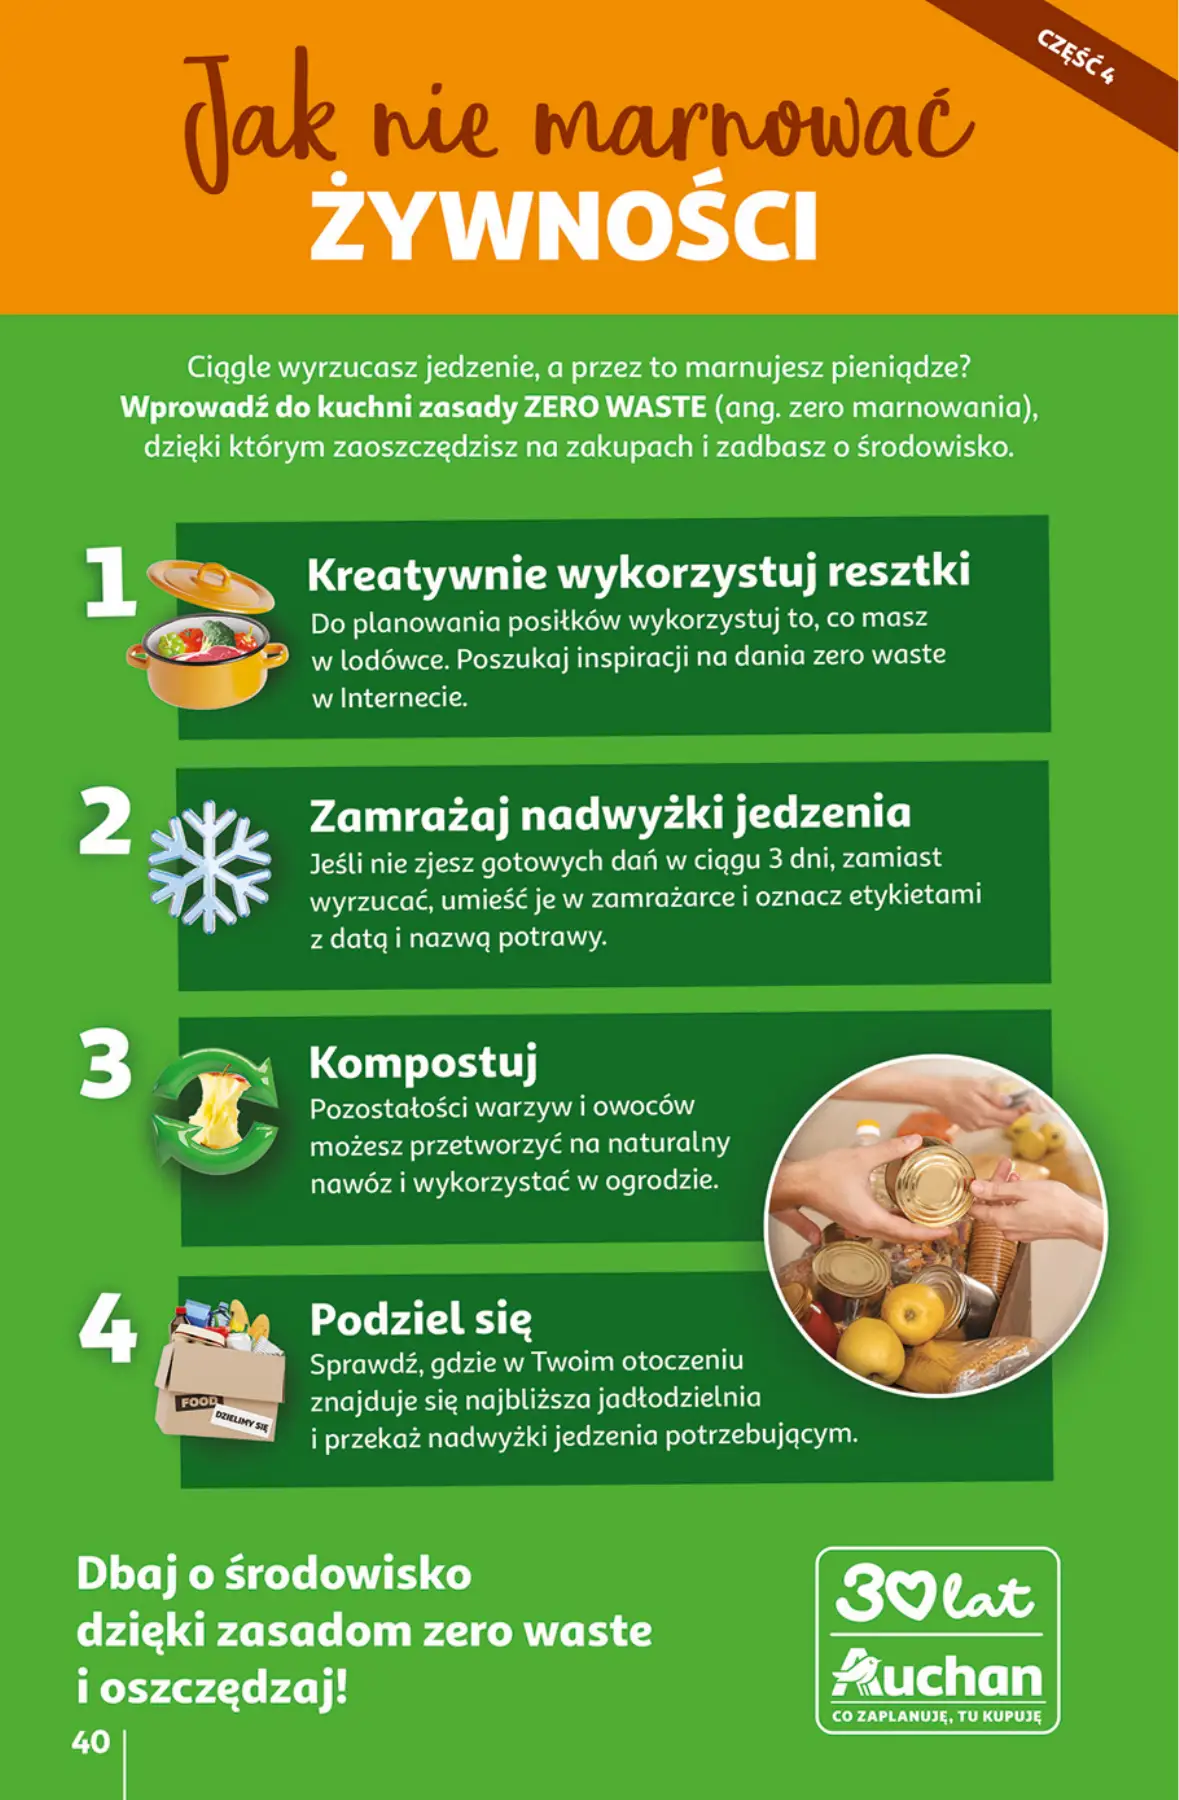 CZĘŚĆ 4
Jak nie marnować
ŻYWNOŚCI
Ciągle wyrzucasz jedzenie, a przez to marnujesz pieniądze?
Wprowadź do kuchni zasady ZERO WASTE (ang. zero marnowania),
dzięki którym zaoszczędzisz na zakupach i zadbasz o środowisko.
1
Kreatywnie wykorzystuj resztki
Do planowania posiłków wykorzystuj to, co masz
w lodówce. Poszukaj inspiracji na dania zero waste
w Internecie.
2
Zamrażaj nadwyżki jedzenia
Jeśli nie zjesz gotowych dań w ciągu 3 dni, zamiast
wyrzucać, umieść je w zamrażarce i oznacz etykietami
z datą i nazwą potrawy.
3
Kompostuj
Pozostałości warzyw i owoców
możesz przetworzyć na naturalny
nawóz i wykorzystać w ogrodzie.
4
FOOD
DZIELIMY SIĘ
Podziel się
Sprawdź, gdzie w Twoim otoczeniu
znajduje się najbliższa jadłodzielnia
i przekaż nadwyżki jedzenia potrzebującym.
Dbaj o środowisko
dzięki zasadom zero waste
i oszczędzaj!
30 lat
Auchan
CO ZAPLANUJĘ, TU KUPUJĘ
40